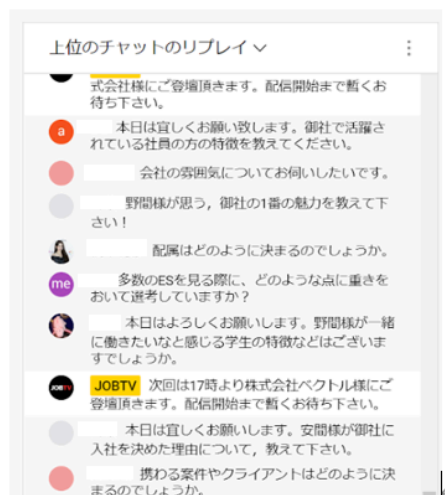 上位のチャットのリプレイ
式会社様にご登壇頂きます。配信開始まで暫くお
待ち下さい。
a 本日は宜しくお願い致します。御社で活躍さ
れている社員の方の特徴を教えてください。
会社の雰囲気についてお伺いしたいです。
野間様が思う，御社の1番の魅力を教えて下
さい！
配属はどのように決まるのでしょうか。
me 多数のESを見る際に、どのような点に重きを
おいて選考していますか？
本日はよろしくお願いします。野間様が一緒
に働きたいなと感じる学生の特徴などはございま
すでしょうか。
JOBTV JOBTV 次回は17時より株式会社ベクトル様にご
登壇頂きます。配信開始まで暫くお待ち下さい。
本日は宜しくお願いします。安間様が御社に
入社を決めた理由について，教えて下さい。
携わる案件やクライアントはどのように決
まるのでしょうか。